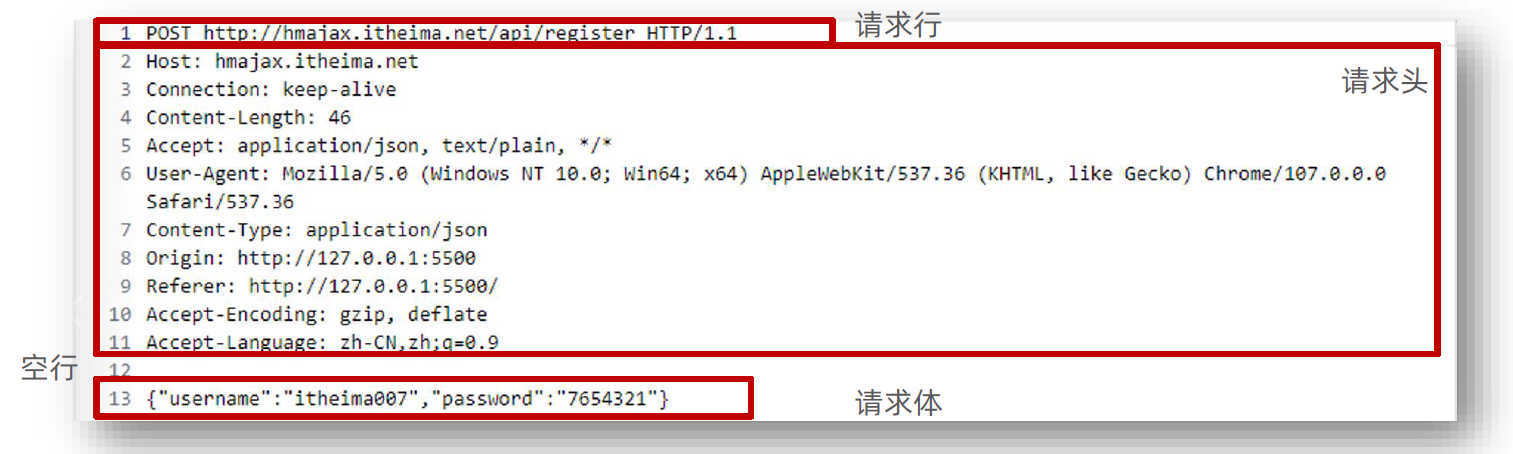 1 POST http://hmajax.itheima.net/api/register HTTP/1.1 请求行
2 Host: hmajax.itheima.net
请求头
3 Connection: keep-alive
4 Content-Length: 46
5 Accept: application/json, text/plain, */*
6 User-Agent: Mozilla/5.0 (Windows NT 10.0; Win64; x64) AppleWebKit/537.36 (KHTML, like Gecko) Chrome/107.0.0.0
Safari/537.36
7 Content-Type: application/json
8 Origin: http://127.0.0.1:5500
9 Referer: http://127.0.0.1:5500/
10 Accept-Encoding: gzip, deflate
11 Accept-Language: zh-CN,zh;q=0.9
空行 12
13 {"username":"itheima007","password":"7654321"} 请求体